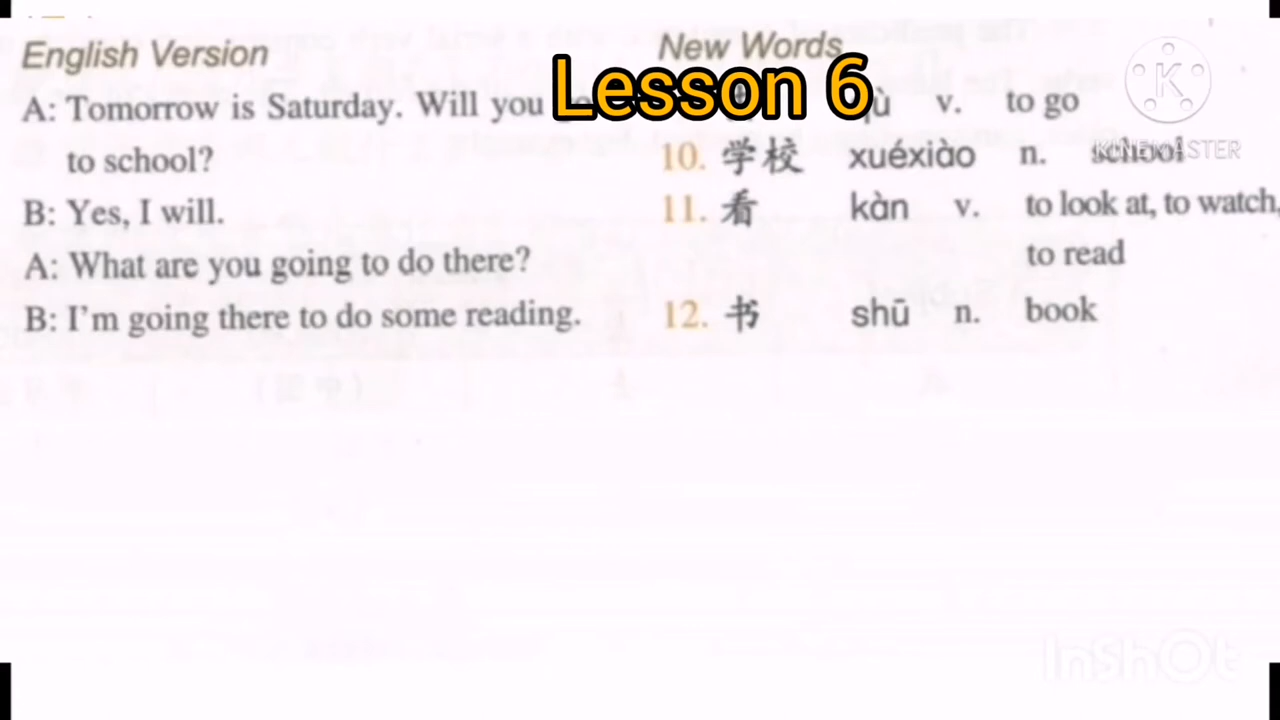 English Version
A: Tomorrow is Saturday. Will you
to school?
B: Yes, I will.
A: What are you going to do there?
B: I'm going there to do some reading.
New Words
Lesson 6
v. to go
10. 学校 xuéxiào n. school
11. 看 kàn v. to look at, to watch,
to read
12. 书 shū n. book
K
KINEMASTER
InShOt